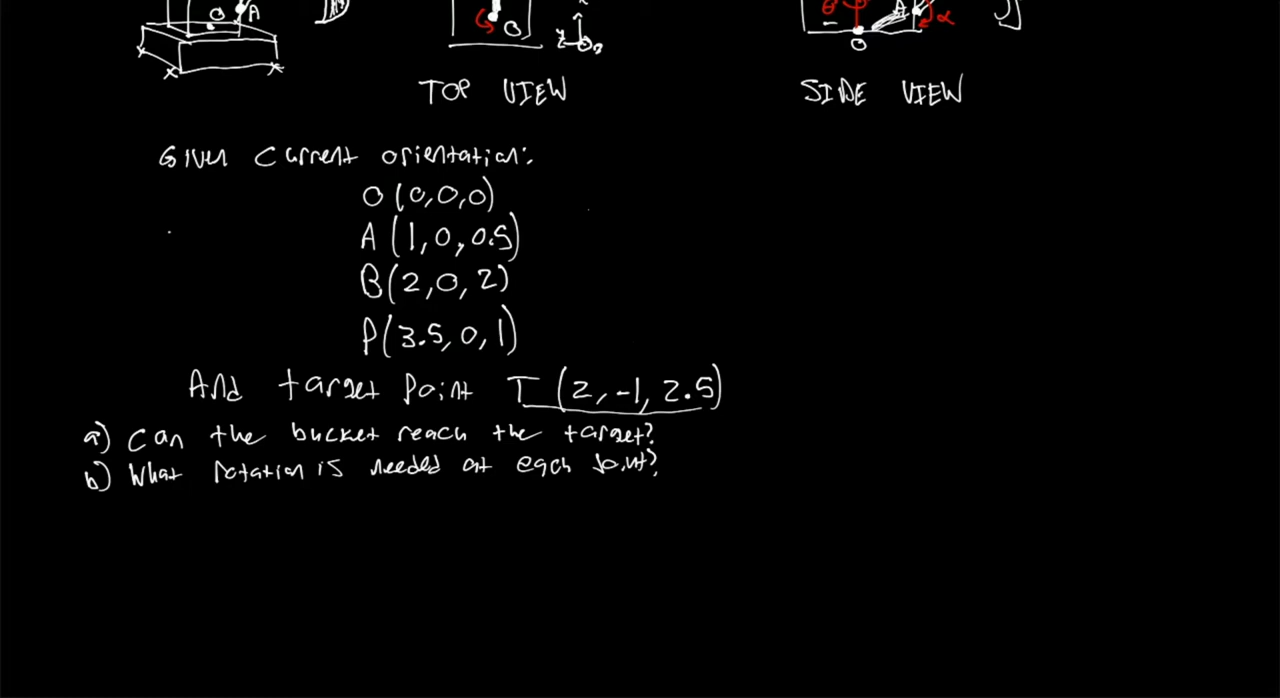 O A
O
TOP VIEW
SIDE VIEW
θ A α
O
Given current orientation:
O (0,0,0)
A (1,0,0.5)
B (2,0,2)
P (3.5,0,1)
And target point T (2,-1,2.5)
a) Can the bucket reach the target?
b) What rotation is needed at each joint?